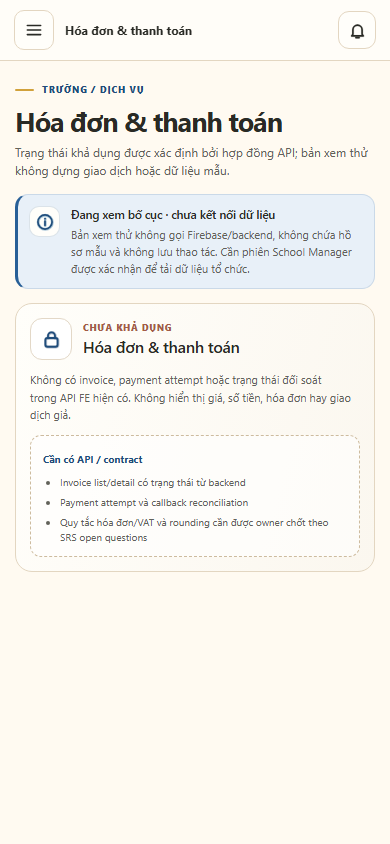 Hóa đơn & thanh toán
TRƯỜNG / DỊCH VỤ
Hóa đơn & thanh toán
Trạng thái khả dụng được xác định bởi hợp đồng API; bản xem thử
không dựng giao dịch hoặc dữ liệu mẫu.
Đang xem bố cục · chưa kết nối dữ liệu
Bản xem thử không gọi Firebase/backend, không chứa hồ
sơ mẫu và không lưu thao tác. Cần phiên School Manager
được xác nhận để tải dữ liệu tổ chức.
CHƯA KHẢ DỤNG
Hóa đơn & thanh toán
Không có invoice, payment attempt hoặc trạng thái đối soát
trong API FE hiện có. Không hiển thị giá, số tiền, hóa đơn hay giao
dịch giả.
Cần có API / contract
Invoice list/detail có trạng thái từ backend
Payment attempt và callback reconciliation
Quy tắc hóa đơn/VAT và rounding cần được owner chốt theo
SRS open questions